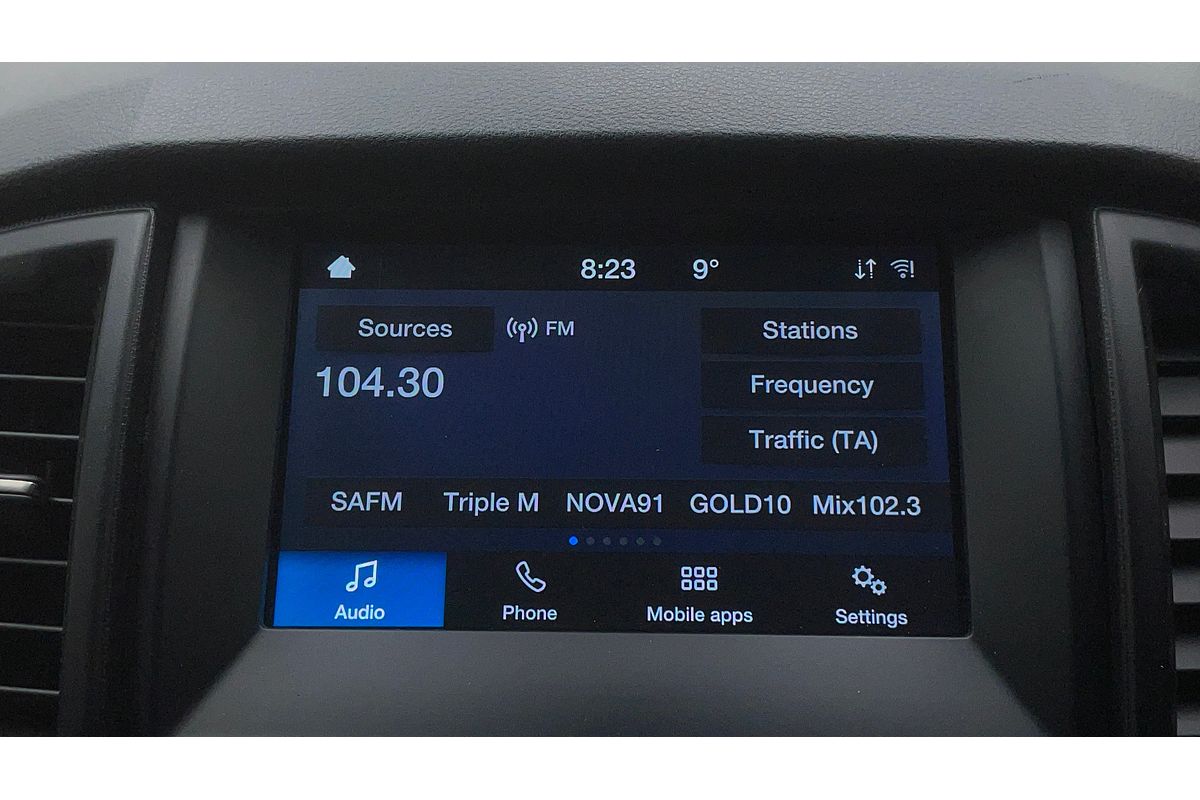 8:23 9°
Sources FM Stations
104.30 Frequency
Traffic (TA)
SAFM Triple M NOVA91 GOLD10 Mix102.3
Audio Phone Mobile apps Settings